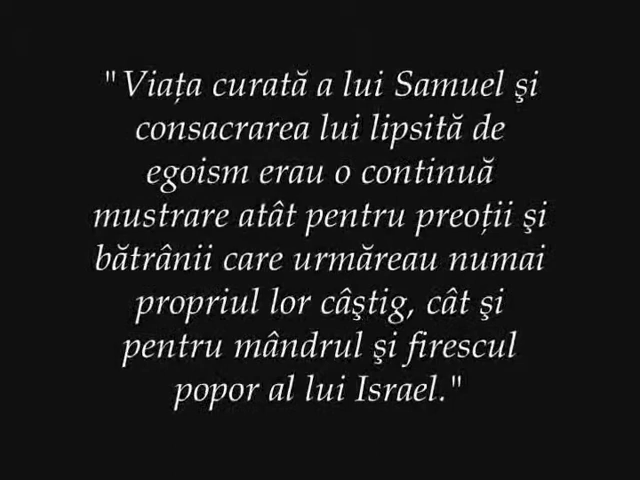 "Viața curată a lui Samuel şi
consacrarea lui lipsită de
egoism erau o continuă
mustrare atât pentru preoții şi
bătrânii care urmăreau numai
propriul lor câştig, cât şi
pentru mândrul şi firescul
popor al lui Israel."